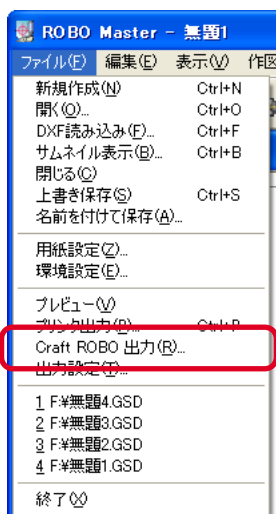 ROBO Master - 無題1
ファイル(F) 編集(E) 表示(V) 作図
新規作成(N) Ctrl+N
開く(O)... Ctrl+O
DXF読み込み(F)... Ctrl+F
サムネイル表示(B)... Ctrl+B
閉じる(C)
上書き保存(S) Ctrl+S
名前を付けて保存(A)...
用紙設定(Z)...
環境設定(E)...
プレビュー(V)
プリンタ出力(P)... Ctrl+P
Craft ROBO 出力(R)...
出力設定(T)...
1 F:¥無題4.GSD
2 F:¥無題3.GSD
3 F:¥無題2.GSD
4 F:¥無題1.GSD
終了(X)